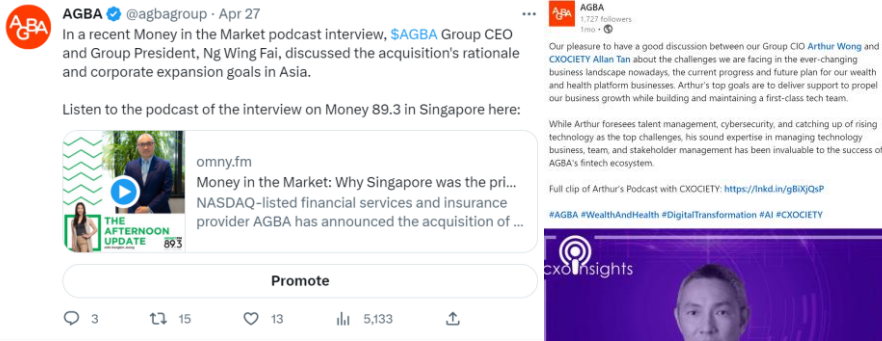 AGBA @agbagroup · Apr 27
In a recent Money in the Market podcast interview, $AGBA Group CEO
and Group President, Ng Wing Fai, discussed the acquisition's rationale
and corporate expansion goals in Asia.
Listen to the podcast of the interview on Money 89.3 in Singapore here:
THE
AFTERNOON
UPDATE
89.3
omny.fm
Money in the Market: Why Singapore was the pri...
NASDAQ-listed financial services and insurance
provider AGBA has announced the acquisition of ...
Promote
3
15
13
5,133
AGBA
AGBA
AGBA
1,727 followers
1mo •
Our pleasure to have a good discussion between our Group CIO Arthur Wong and
CXOCIETY Allan Tan about the challenges we are facing in the ever-changing
business landscape nowadays, the current progress and future plan for our wealth
and health platform businesses. Arthur's top goals are to deliver support to propel
our business growth while building and maintaining a first-class tech team.
While Arthur foresees talent management, cybersecurity, and catching up of rising
technology as the top challenges, his sound expertise in managing technology
business, team, and stakeholder management has been invaluable to the success of
AGBA's fintech ecosystem.
Full clip of Arthur's Podcast with CXOCIETY: https://lnkd.in/gBiXjQsP
#AGBA #WealthAndHealth #DigitalTransformation #AI #CXOCIETY
cxoinsights